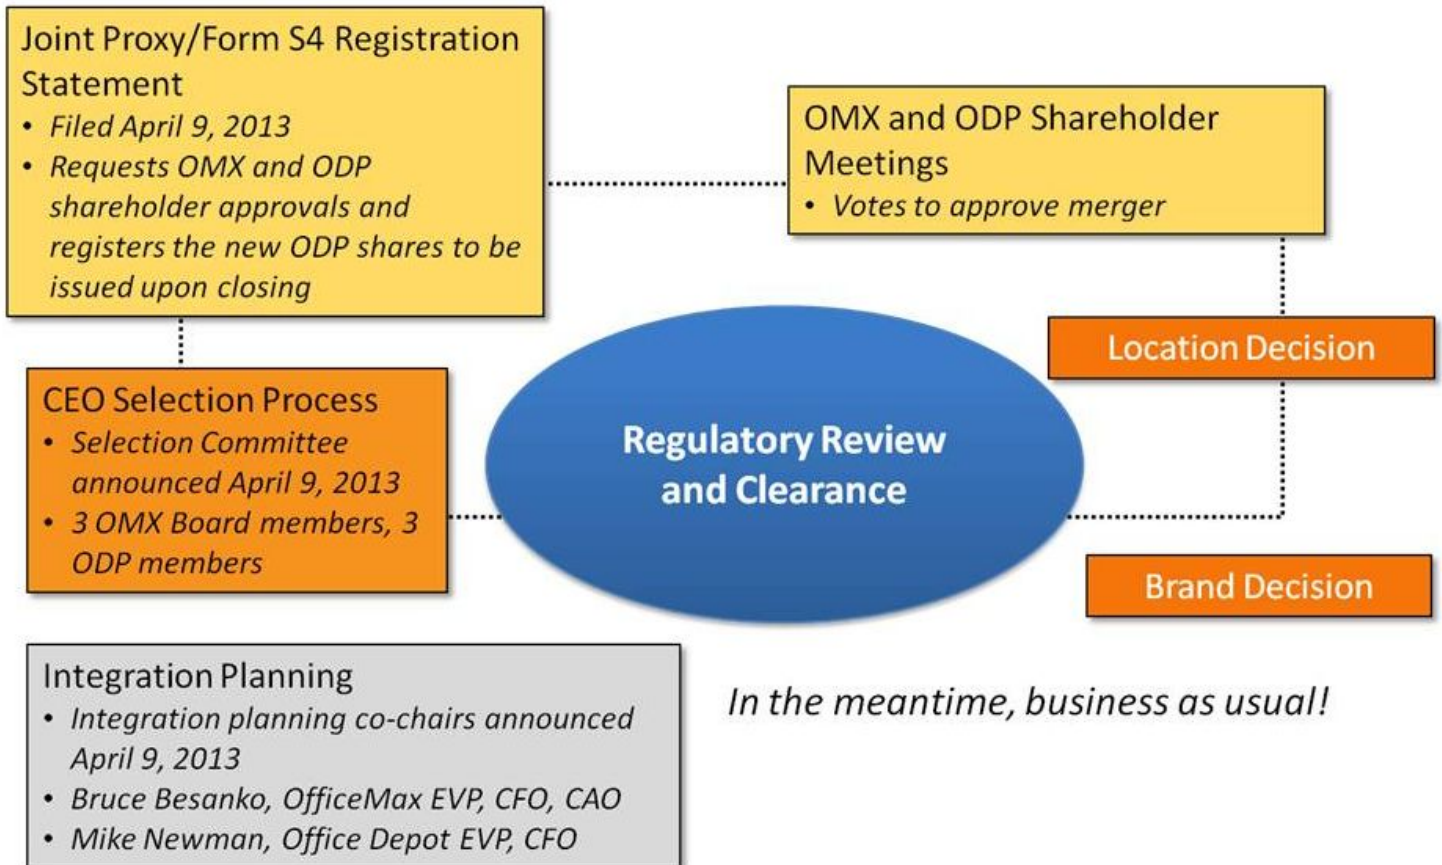 Joint Proxy/Form S4 Registration
Statement
• Filed April 9, 2013
• Requests OMX and ODP
shareholder approvals and
registers the new ODP shares to be
issued upon closing
OMX and ODP Shareholder
Meetings
• Votes to approve merger
Location Decision
CEO Selection Process
• Selection Committee
announced April 9, 2013
• 3 OMX Board members, 3
ODP members
Regulatory Review
and Clearance
Brand Decision
Integration Planning
• Integration planning co-chairs announced
April 9, 2013
• Bruce Besanko, OfficeMax EVP, CFO, CAO
• Mike Newman, Office Depot EVP, CFO
In the meantime, business as usual!